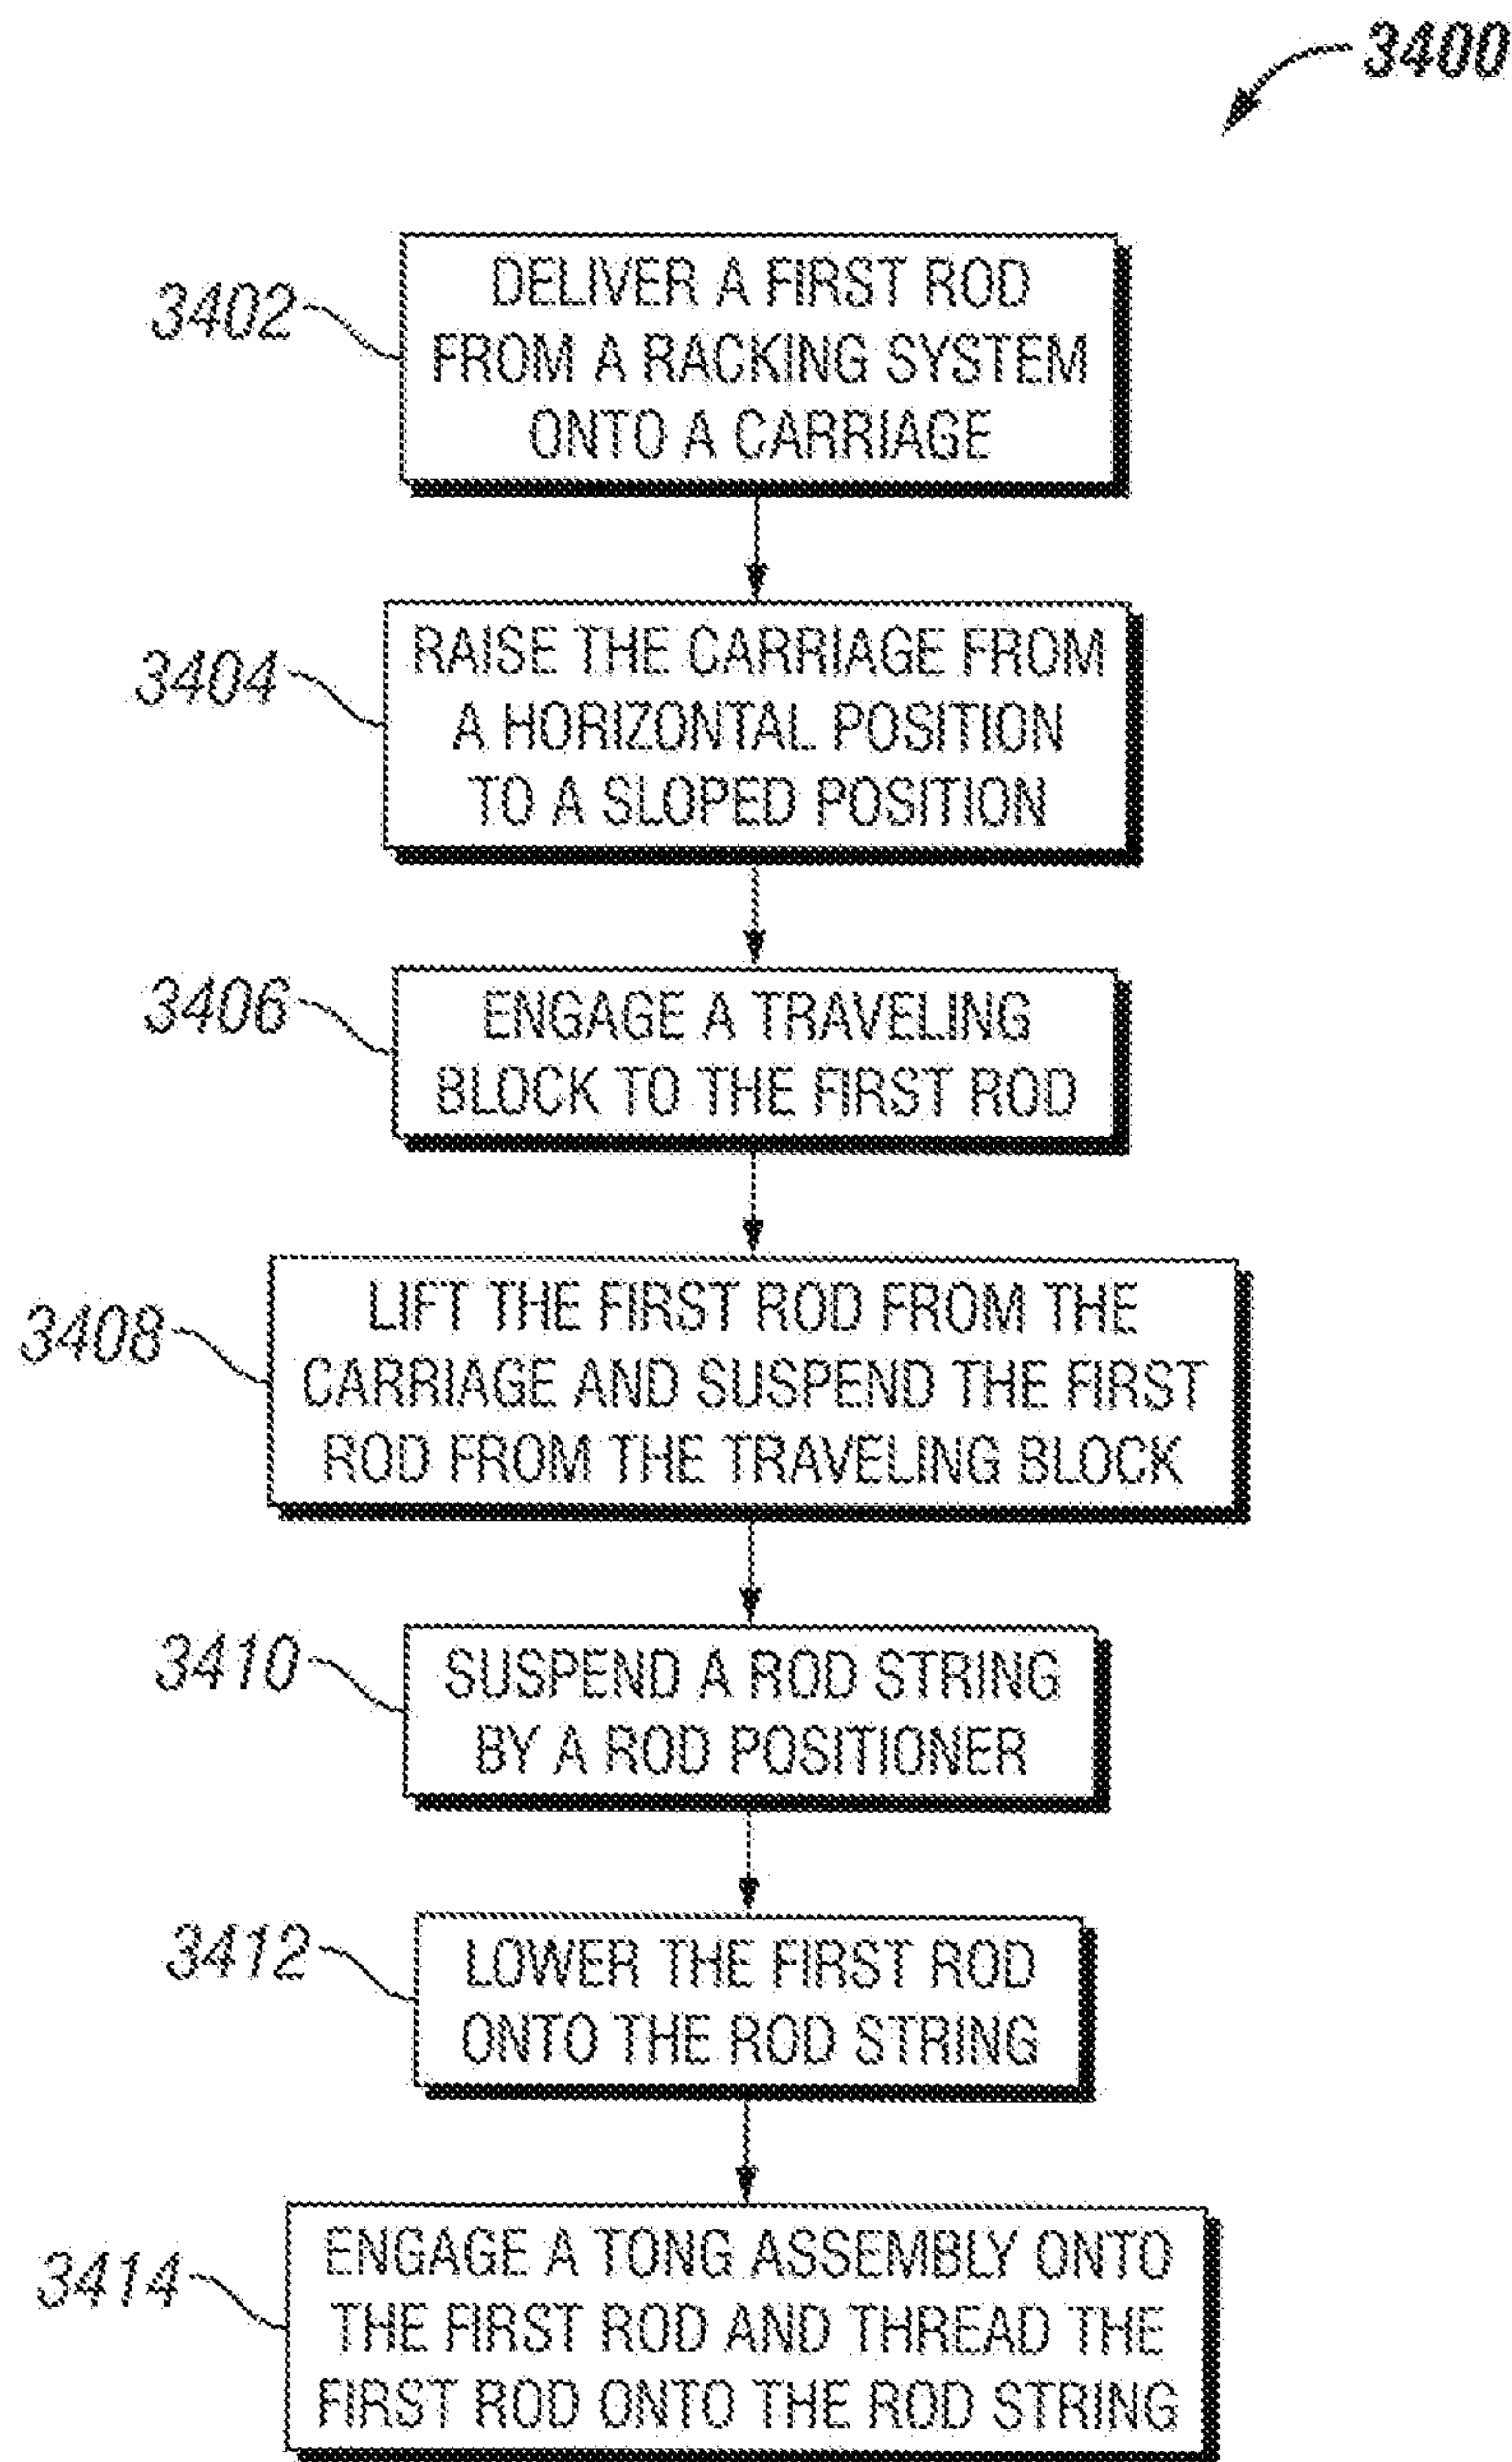 3400
3402
DELIVER A FIRST ROD
FROM A RACKING SYSTEM
ONTO A CARRIAGE
3404
RAISE THE CARRIAGE FROM
A HORIZONTAL POSITION
TO A SLOPED POSITION
3406
ENGAGE A TRAVELING
BLOCK TO THE FIRST ROD
3408
LIFT THE FIRST ROD FROM THE
CARRIAGE AND SUSPEND THE FIRST
ROD FROM THE TRAVELING BLOCK
3410
SUSPEND A ROD STRING
BY A ROD POSITIONER
3412
LOWER THE FIRST ROD
ONTO THE ROD STRING
3414
ENGAGE A TONG ASSEMBLY ONTO
THE FIRST ROD AND THREAD THE
FIRST ROD ONTO THE ROD STRING